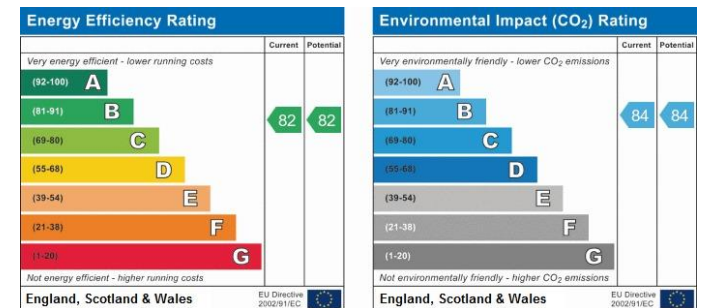 Energy Efficiency Rating
Current Potential
Very energy efficient - lower running costs
(92-100) A
(81-91) B
82 82
(69-80) C
(55-68) D
(39-54) E
(21-38) F
(1-20) G
Not energy efficient - higher running costs
England, Scotland & Wales
EU Directive
2002/91/EC
Environmental Impact (CO₂) Rating
Current Potential
Very environmentally friendly - lower CO₂ emissions
(92-100) A
(81-91) B
84 84
(69-80) C
(55-68) D
(39-54) E
(21-38) F
(1-20) G
Not environmentally friendly - higher CO₂ emissions
England, Scotland & Wales
EU Directive
2002/91/EC